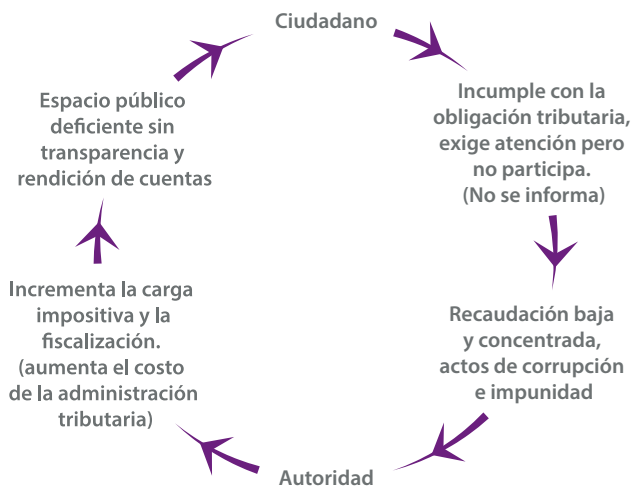 Ciudadano
Incumple con la
obligación tributaria,
exige atención pero
no participa.
(No se informa)
Recaudación baja
y concentrada,
actos de corrupción
e impunidad
Autoridad
Incrementa la carga
impositiva y la
fiscalización.
(aumenta el costo
de la administración
tributaria)
Espacio público
deficiente sin
transparencia y
rendición de cuentas